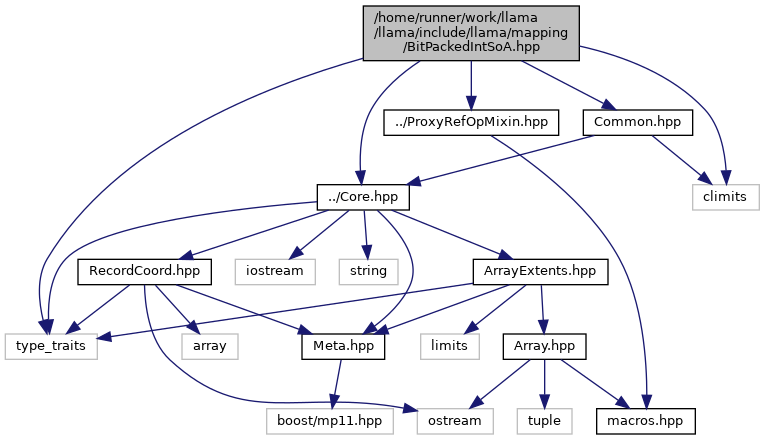 /home/runner/work/llama
/llama/include/llama/mapping
/BitPackedIntSoA.hpp
../ProxyRefOpMixin.hpp
Common.hpp
../Core.hpp
climits
RecordCoord.hpp
iostream
string
ArrayExtents.hpp
type_traits
array
Meta.hpp
limits
Array.hpp
boost/mp11.hpp
ostream
tuple
macros.hpp